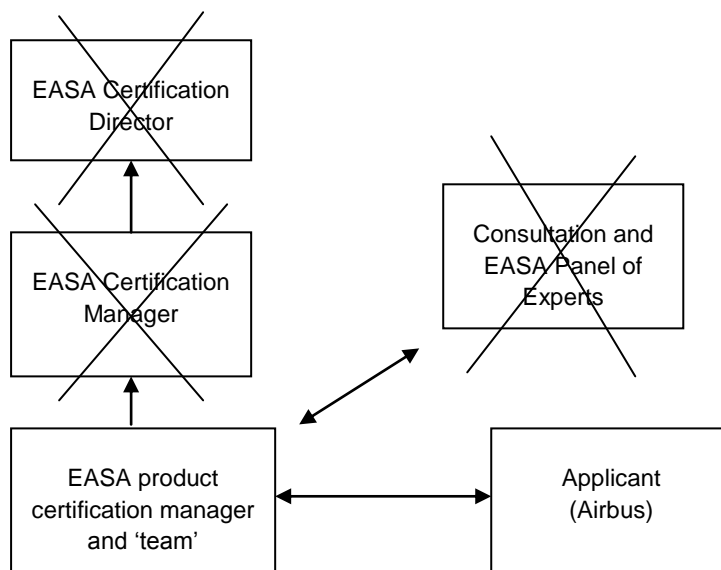 EASA Certification
Director
EASA Certification
Manager
Consultation and
EASA Panel of
Experts
EASA product
certification manager
and ‘team’
Applicant
(Airbus)